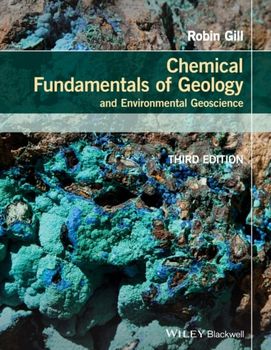 Robin Gill
Chemical
Fundamentals of Geology
and Environmental Geoscience
THIRD EDITION
WILEY Blackwell